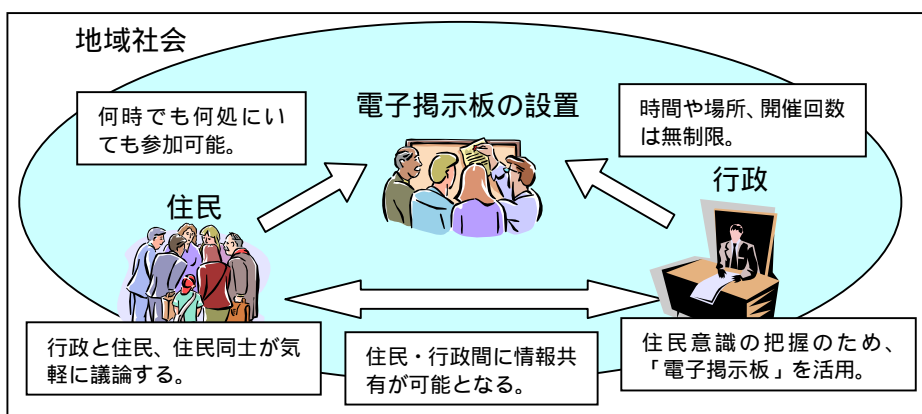 地域社会
何時でも何処にい
ても参加可能。
電子掲示板の設置
時間や場所、開催回数
は無制限。
住民
行政
行政と住民、住民同士が気
軽に議論する。
住民・行政間に情報共
有が可能となる。
住民意識の把握のため、
「電子掲示板」を活用。